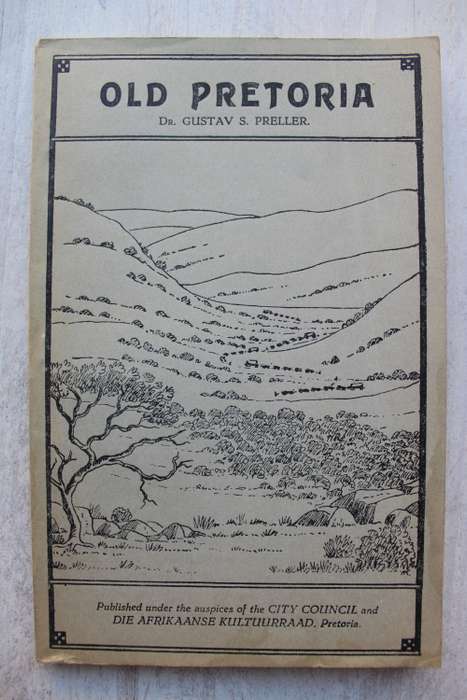 OLD PRETORIA
DR. GUSTAV S. PRELLER.
Published under the auspices of the CITY COUNCIL and
DIE AFRIKAANSE KULTUURRAAD, Pretoria.